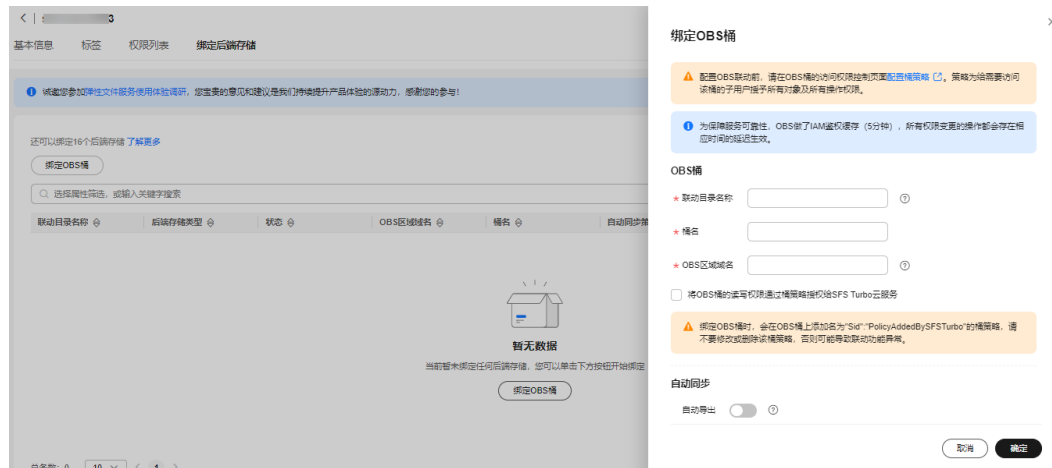 3
基本信息 标签 权限列表 绑定后端存储
诚邀您参加弹性文件服务使用体验调研，您宝贵的意见和建议是我们持续提升产品体验的源动力，感谢您的参与！
还可以绑定16个后端存储 了解更多
绑定OBS桶
选择属性筛选，或输入关键字搜索
联动目录名称 后端存储类型 状态 OBS区域域名 桶名 自动同步策
暂无数据
当前暂未绑定任何后端存储，您可以单击下方按钮开始绑定
绑定OBS桶
总条数：0 10 1
绑定OBS桶
配置OBS联动前，请在OBS桶的访问权限控制页面配置桶策略。策略为给需要访问
该桶的子用户授予所有对象及所有操作权限。
为保障服务可靠性，OBS做了IAM鉴权缓存（5分钟），所有权限变更的操作都会存在相
应时间的延迟生效。
OBS桶
* 联动目录名称
* 桶名
* OBS区域域名
将OBS桶的读写权限通过桶策略授权给SFS Turbo云服务
绑定OBS桶时，会在OBS桶上添加名为"Sid":"PolicyAddedBySFSTurbo"的桶策略，请
不要修改或删除该桶策略，否则可能导致联动功能异常。
自动同步
自动导出
取消 确定